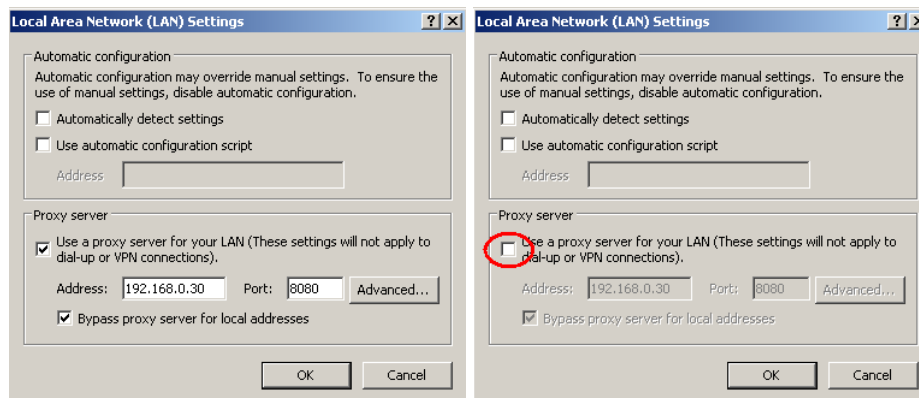 Local Area Network (LAN) Settings
Automatic configuration
Automatic configuration may override manual settings. To ensure the
use of manual settings, disable automatic configuration.
Automatically detect settings
Use automatic configuration script
Address
Proxy server
Use a proxy server for your LAN (These settings will not apply to
dial-up or VPN connections).
Address: 192.168.0.30 Port: 8080 Advanced...
Bypass proxy server for local addresses
OK Cancel
Local Area Network (LAN) Settings
Automatic configuration
Automatic configuration may override manual settings. To ensure the
use of manual settings, disable automatic configuration.
Automatically detect settings
Use automatic configuration script
Address
Proxy server
Use a proxy server for your LAN (These settings will not apply to
dial-up or VPN connections).
Address: 192.168.0.30 Port: 8080 Advanced...
Bypass proxy server for local addresses
OK Cancel